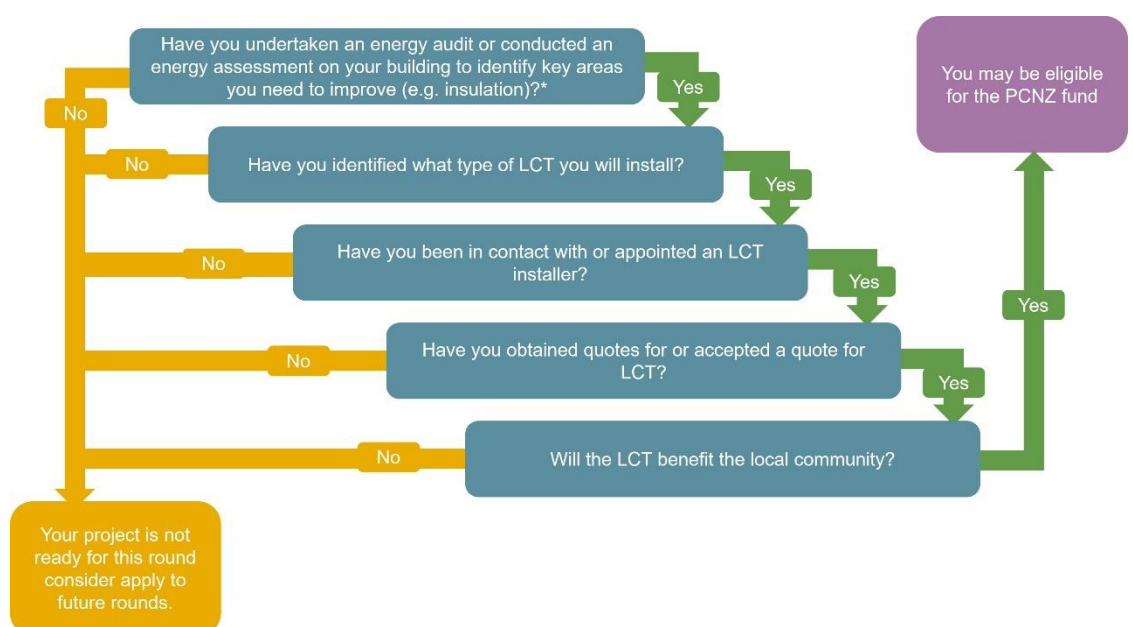 Have you undertaken an energy audit or conducted an
energy assessment on your building to identify key areas
you need to improve (e.g. insulation)?*
Yes
No
You may be eligible
for the PCNZ fund
Have you identified what type of LCT you will install?
No
Yes
Have you been in contact with or appointed an LCT
installer?
No
Yes
Have you obtained quotes for or accepted a quote for
LCT?
No
Yes
Will the LCT benefit the local community?
No
Yes
Your project is not
ready for this round
consider apply to
future rounds.